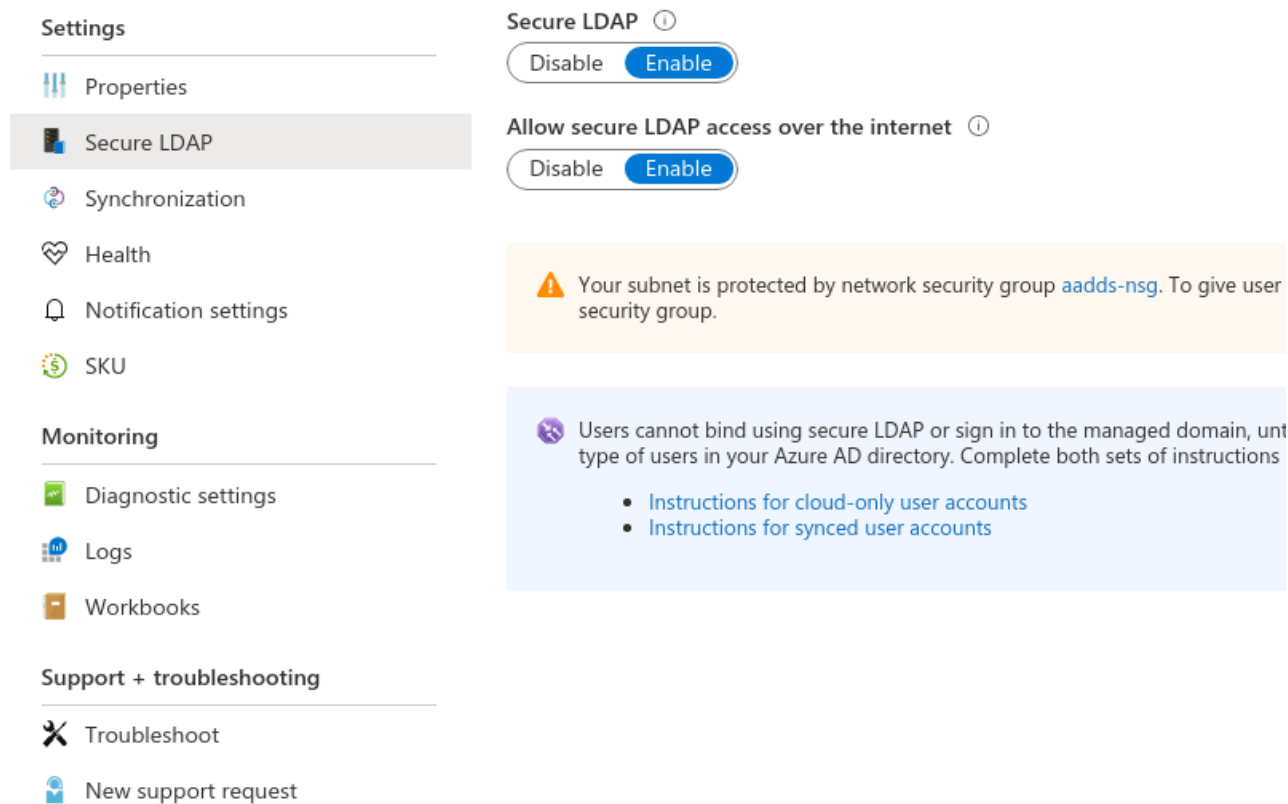 Settings
Properties
Secure LDAP
Synchronization
Health
Notification settings
SKU
Monitoring
Diagnostic settings
Logs
Workbooks
Support + troubleshooting
Troubleshoot
New support request
Secure LDAP
Disable Enable
Allow secure LDAP access over the internet
Disable Enable
Your subnet is protected by network security group aadds-nsg. To give user
security group.
Users cannot bind using secure LDAP or sign in to the managed domain, unt
type of users in your Azure AD directory. Complete both sets of instructions
• Instructions for cloud-only user accounts
• Instructions for synced user accounts